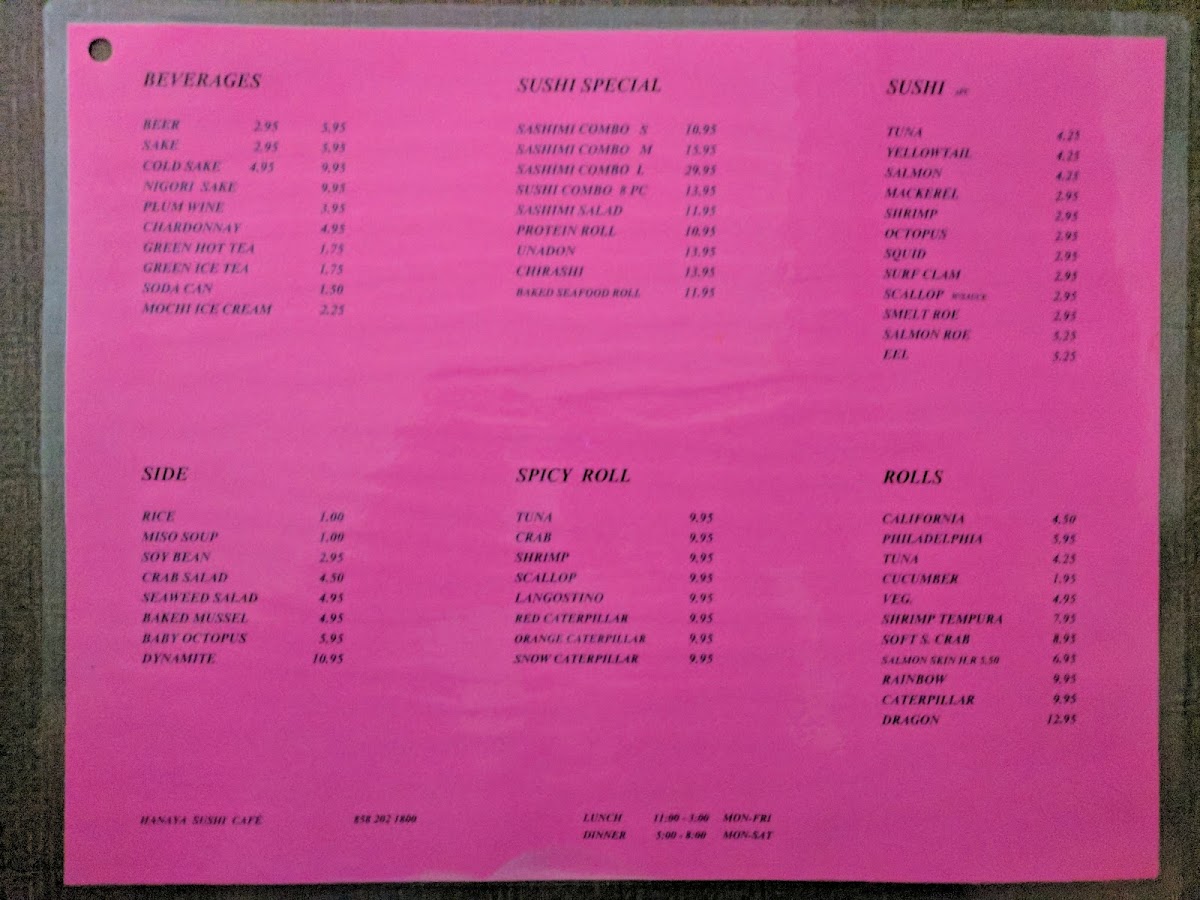 BEVERAGES
BEER 2.95 5.95
SAKE 2.95 5.95
COLD SAKE 4.95 9.95
NIGORI SAKE 9.95
PLUM WINE 3.95
CHARDONNAY 4.95
GREEN HOT TEA 1.75
GREEN ICE TEA 1.75
SODA CAN 1.50
MOCHI ICE CREAM 2.25
SUSHI SPECIAL
SASHIMI COMBO S 10.95
SASHIMI COMBO M 15.95
SASHIMI COMBO L 29.95
SUSHI COMBO 8 PC 13.95
SASHIMI SALAD 11.95
PROTEIN ROLL 10.95
UNADON 13.95
CHIRASHI 13.95
BAKED SEAFOOD ROLL 11.95
SUSHI
TUNA 4.25
YELLOWTAIL 4.25
SALMON 4.25
MACKEREL 2.95
SHRIMP 2.95
OCTOPUS 2.95
SQUID 2.95
SURF CLAM 2.95
SCALLOP 2.95
SMELT ROE 2.95
SALMON ROE 5.25
EEL 5.25
SIDE
RICE 1.00
MISO SOUP 1.00
SOY BEAN 2.95
CRAB SALAD 4.50
SEAWEED SALAD 4.95
BAKED MUSSEL 4.95
BABY OCTOPUS 5.95
DYNAMITE 10.95
SPICY ROLL
TUNA 9.95
CRAB 9.95
SHRIMP 9.95
SCALLOP 9.95
LANGOSTINO 9.95
RED CATERPILLAR 9.95
ORANGE CATERPILLAR 9.95
SNOW CATERPILLAR 9.95
ROLLS
CALIFORNIA 4.50
PHILADELPHIA 5.95
TUNA 4.25
CUCUMBER 1.95
VEG. 4.95
SHRIMP TEMPURA 7.95
SOFT S. CRAB 8.95
SALMON SKIN H.R 5.50 6.95
RAINBOW 9.95
CATERPILLAR 9.95
DRAGON 12.95
HANAYA SUSHI CAFÉ 858 202 1800
LUNCH 11:00 - 3:00 MON-FRI
DINNER 5:00 - 8:00 MON-SAT